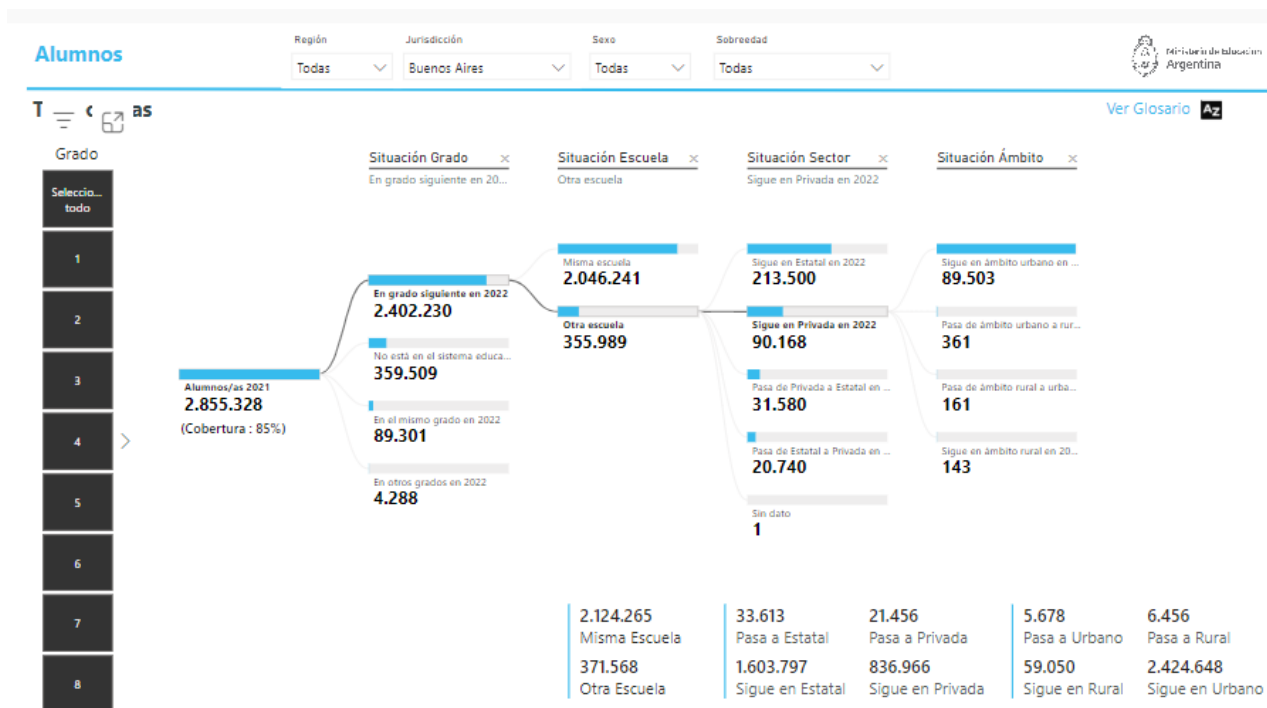 Alumnos
Región
Todas
Jurisdicción
Buenos Aires
Sexo
Todas
Sobreedad
Todas
Ministerio de Educación
Argentina
as
Ver Glosario AZ
Grado
Seleccio...
todo
1
2
3
4
5
6
7
8
Situación Grado
En grado siguiente en 20...
Situación Escuela
Otra escuela
Situación Sector
Sigue en Privada en 2022
Situación Ámbito
Alumnos/as 2021
2.855.328
(Cobertura : 85%)
En grado siguiente en 2022
2.402.230
No está en el sistema educa...
359.509
En el mismo grado en 2022
89.301
En otros grados en 2022
4.288
Misma escuela
2.046.241
Otra escuela
355.989
Sigue en Estatal en 2022
213.500
Sigue en Privada en 2022
90.168
Pasa de Privada a Estatal en ...
31.580
Pasa de Estatal a Privada en ...
20.740
Sin dato
1
Sigue en ámbito urbano en ...
89.503
Pasa de ámbito urbano a rur...
361
Pasa de ámbito rural a urba...
161
Sigue en ámbito rural en 20...
143
2.124.265
Misma Escuela
371.568
Otra Escuela
33.613
Pasa a Estatal
1.603.797
Sigue en Estatal
21.456
Pasa a Privada
836.966
Sigue en Privada
5.678
Pasa a Urbano
59.050
Sigue en Rural
6.456
Pasa a Rural
2.424.648
Sigue en Urbano